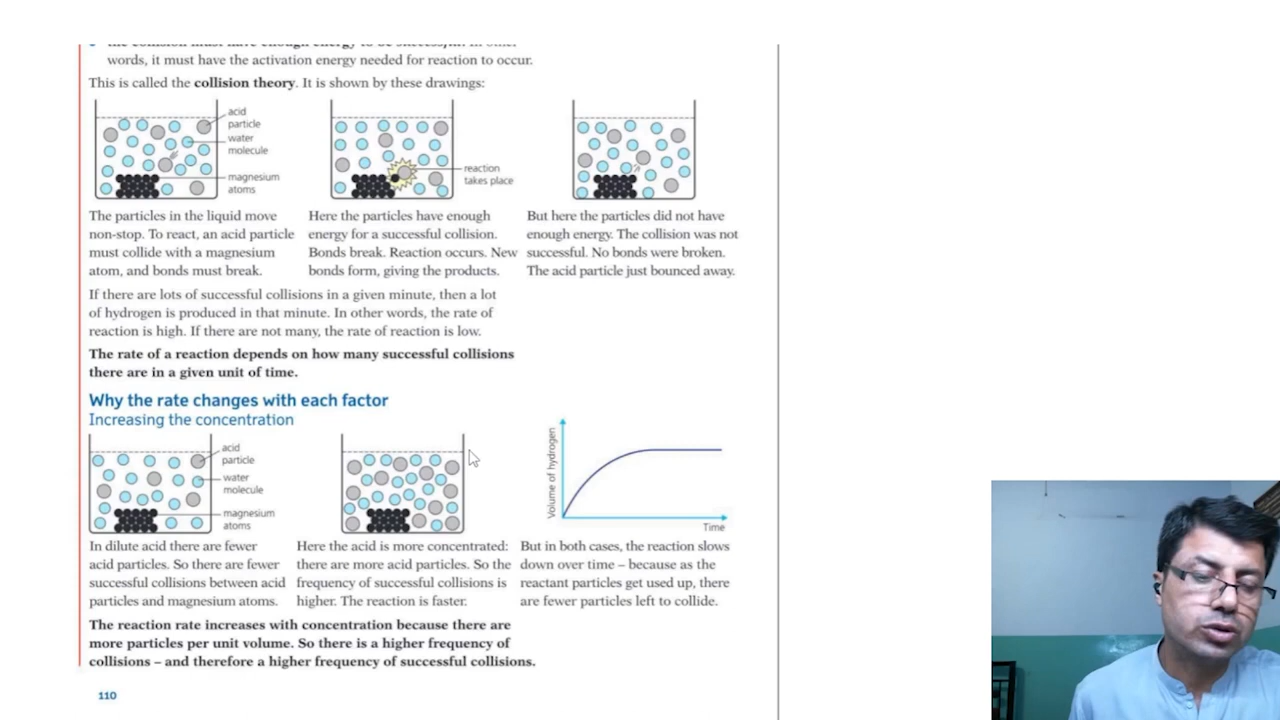 the collision must have enough energy to be successful. In other
words, it must have the activation energy needed for reaction to occur.
This is called the collision theory. It is shown by these drawings:
acid
particle
water
molecule
magnesium
atoms
reaction
takes place
The particles in the liquid move
non-stop. To react, an acid particle
must collide with a magnesium
atom, and bonds must break.
Here the particles have enough
energy for a successful collision.
Bonds break. Reaction occurs. New
bonds form, giving the products.
But here the particles did not have
enough energy. The collision was not
successful. No bonds were broken.
The acid particle just bounced away.
If there are lots of successful collisions in a given minute, then a lot
of hydrogen is produced in that minute. In other words, the rate of
reaction is high. If there are not many, the rate of reaction is low.
The rate of a reaction depends on how many successful collisions
there are in a given unit of time.
Why the rate changes with each factor
Increasing the concentration
acid
particle
water
molecule
magnesium
atoms
Volume of hydrogen
Time
In dilute acid there are fewer
acid particles. So there are fewer
successful collisions between acid
particles and magnesium atoms.
Here the acid is more concentrated:
there are more acid particles. So the
frequency of successful collisions is
higher. The reaction is faster.
But in both cases, the reaction slows
down over time – because as the
reactant particles get used up, there
are fewer particles left to collide.
The reaction rate increases with concentration because there are
more particles per unit volume. So there is a higher frequency of
collisions – and therefore a higher frequency of successful collisions.
110